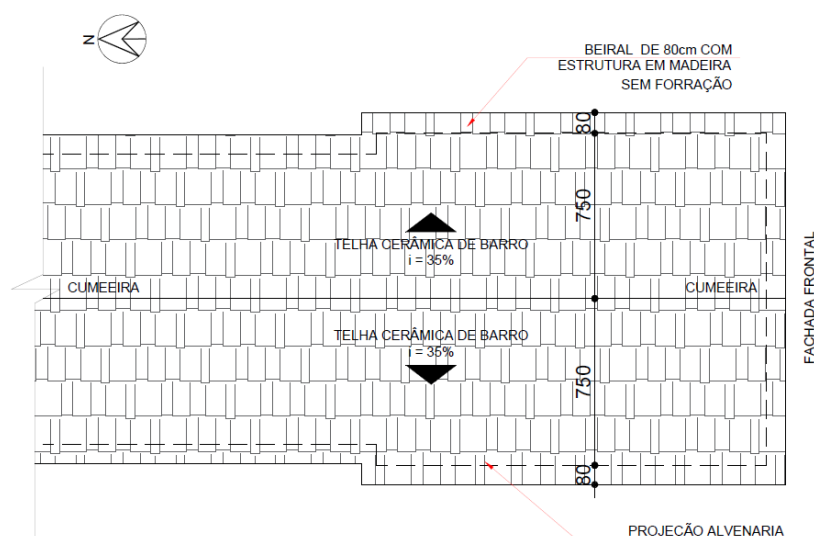 N
BEIRAL DE 80cm COM
ESTRUTURA EM MADEIRA
SEM FORRAÇÃO
80
750
TELHA CERÂMICA DE BARRO
i = 35%
CUMEEIRA
CUMEEIRA
FACHADA FRONTAL
TELHA CERÂMICA DE BARRO
i = 35%
750
80
PROJEÇÃO ALVENARIA